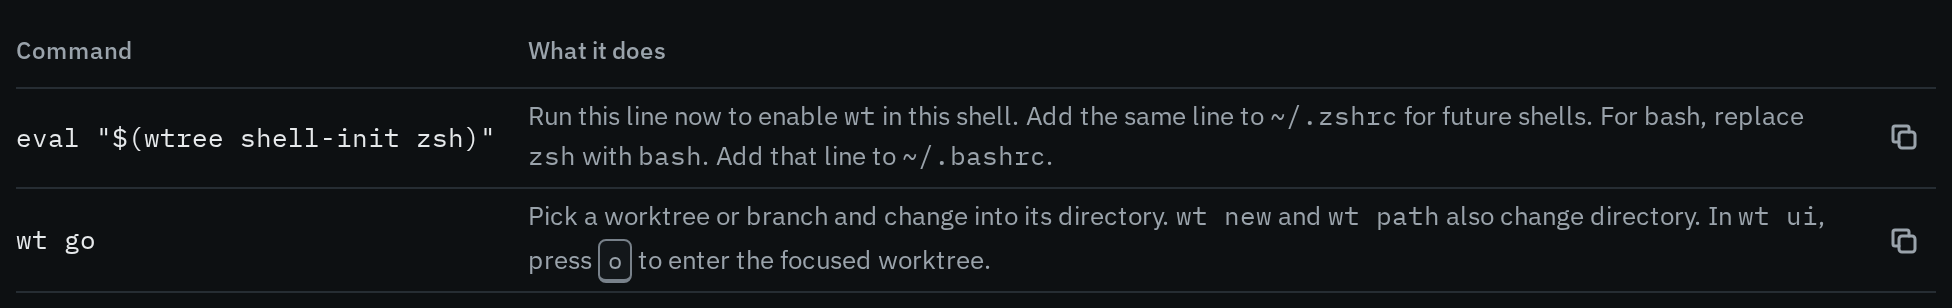 Command What it does
eval "$(wtree shell-init zsh)" Run this line now to enable wt in this shell. Add the same line to ~/.zshrc for future shells. For bash, replace
zsh with bash. Add that line to ~/.bashrc.
wt go Pick a worktree or branch and change into its directory. wt new and wt path also change directory. In wt ui,
press o to enter the focused worktree.